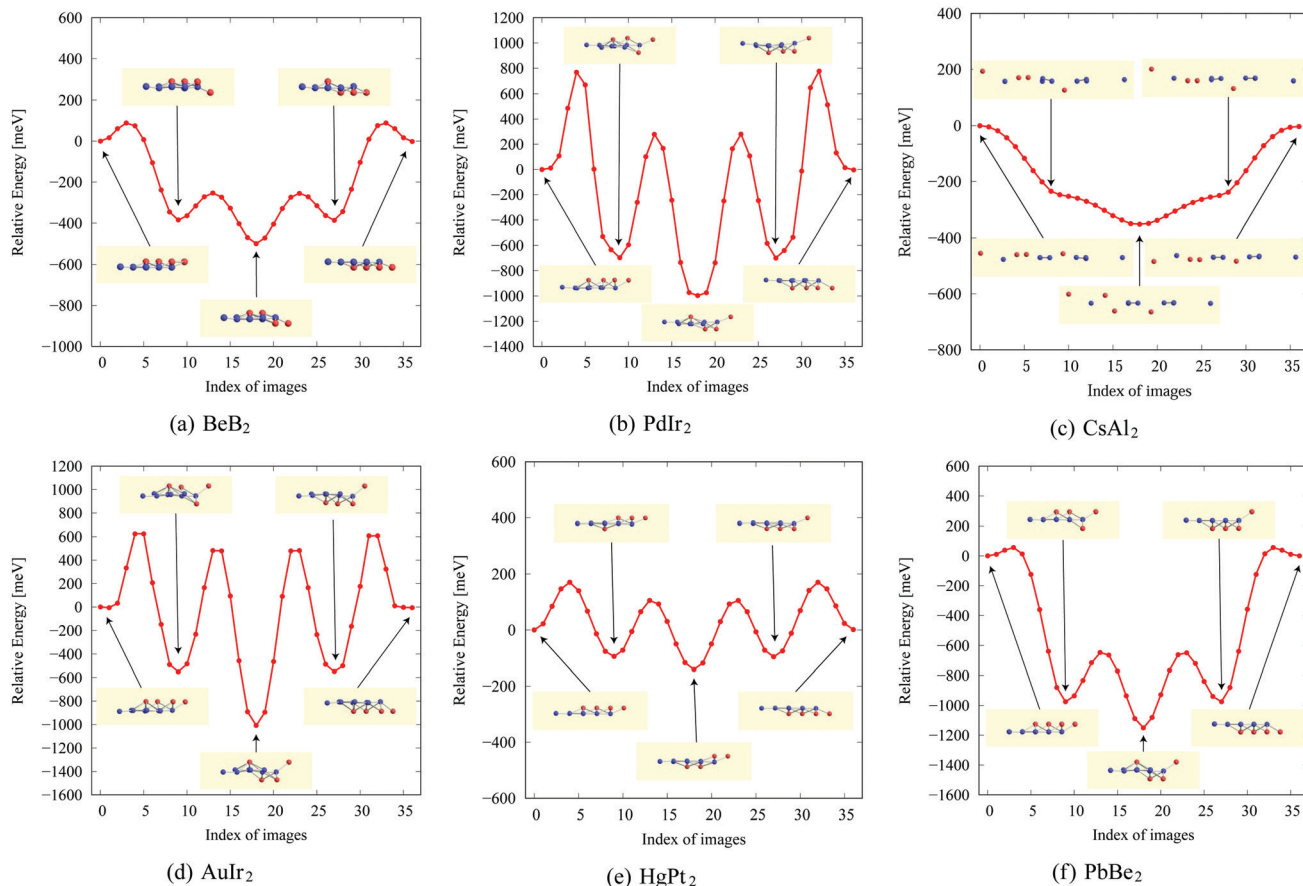 600
400
200
0
−200
−400
−600
−800
−1000
Relative Energy [meV]
0 5 10 15 20 25 30 35
Index of images
(a) BeB2
1200
1000
800
600
400
200
0
−200
−400
−600
−800
−1000
−1200
−1400
Relative Energy [meV]
0 5 10 15 20 25 30 35
Index of images
(b) PdIr2
400
200
0
−200
−400
−600
−800
Relative Energy [meV]
0 5 10 15 20 25 30 35
Index of images
(c) CsAl2
1200
1000
800
600
400
200
0
−200
−400
−600
−800
−1000
−1200
−1400
−1600
Relative Energy [meV]
0 5 10 15 20 25 30 35
Index of images
(d) AuIr2
600
400
200
0
−200
−400
−600
Relative Energy [meV]
0 5 10 15 20 25 30 35
Index of images
(e) HgPt2
600
400
200
0
−200
−400
−600
−800
−1000
−1200
−1400
−1600
Relative Energy [meV]
0 5 10 15 20 25 30 35
Index of images
(f) PbBe2